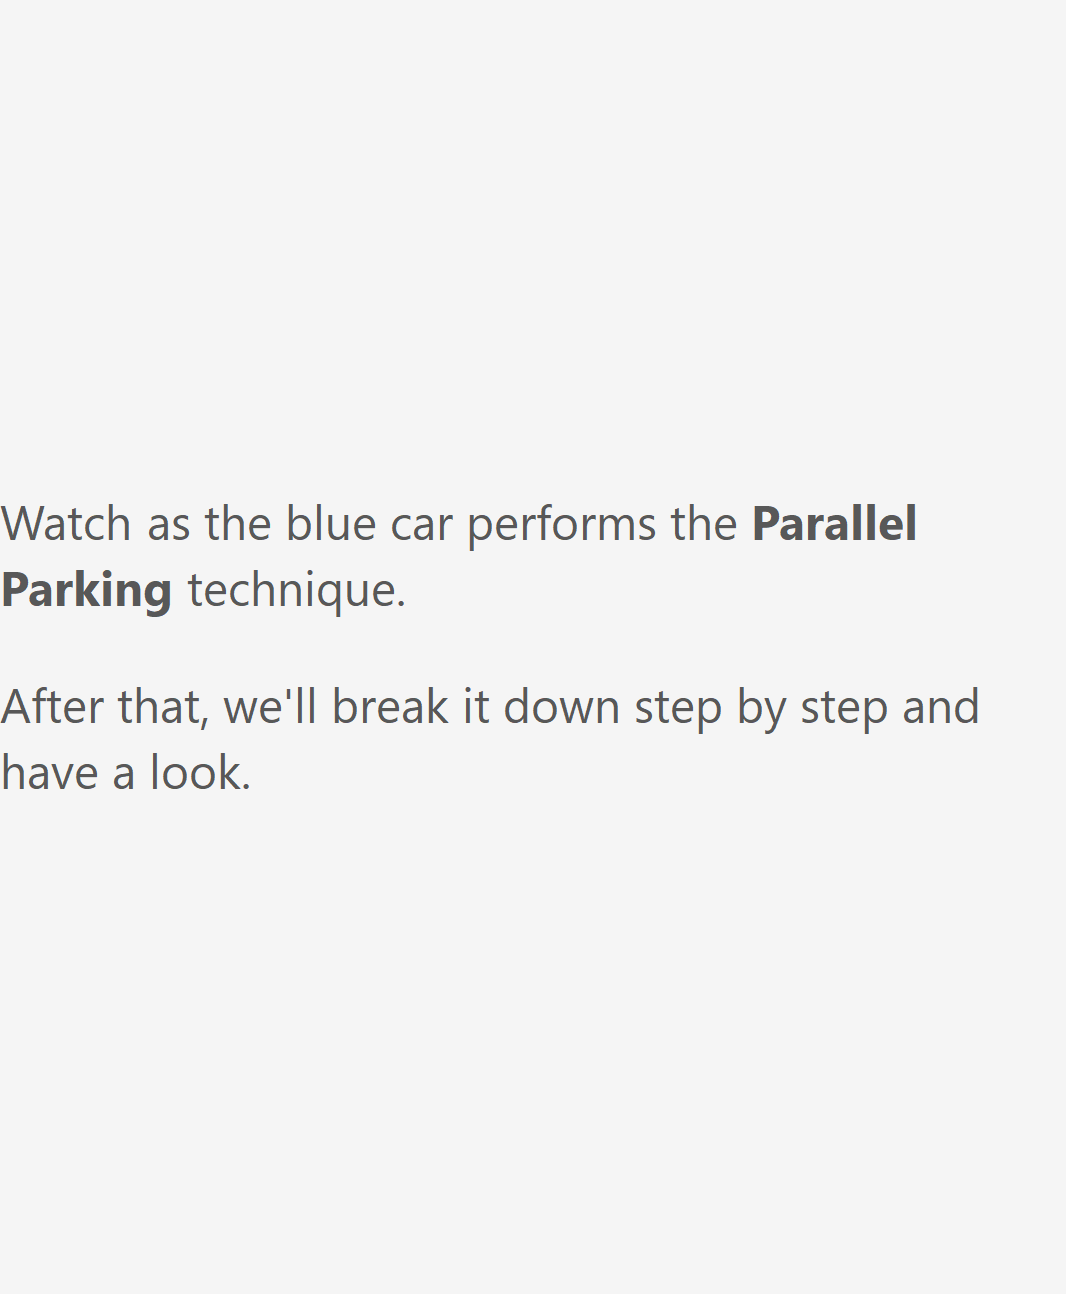 Watch as the blue car performs the Parallel
Parking technique.
After that, we'll break it down step by step and
have a look.